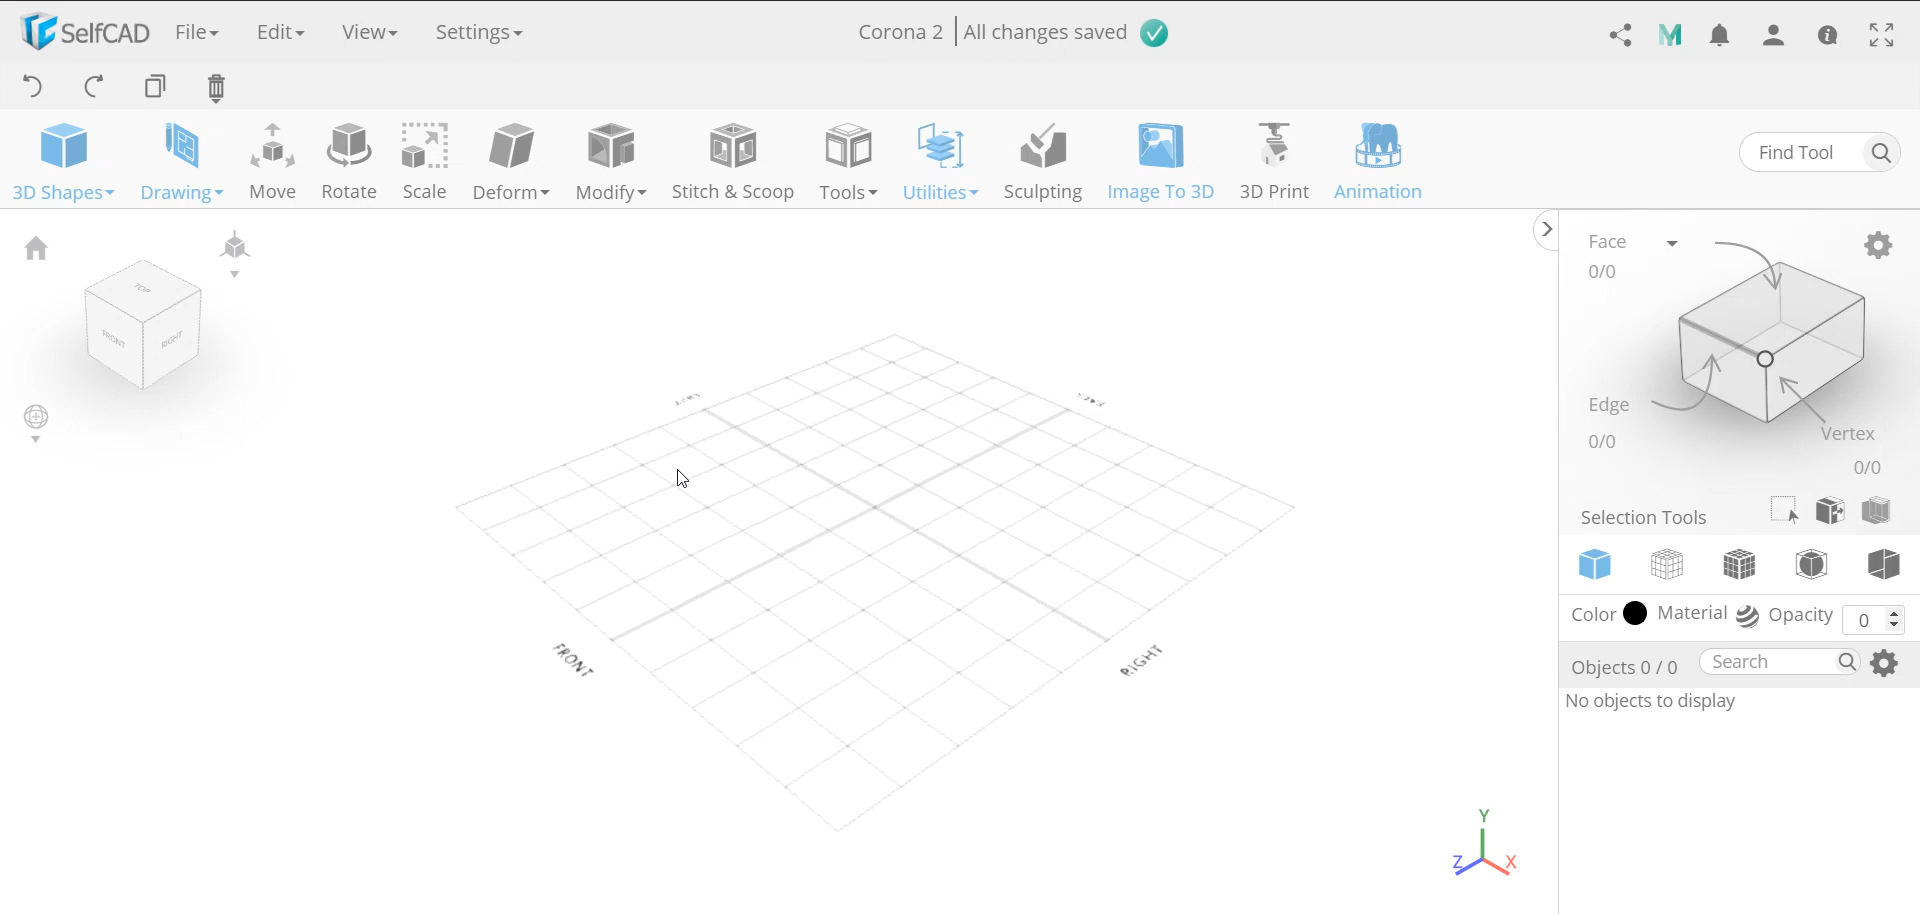 SelfCAD File Edit View Settings Corona 2 All changes saved
3D Shapes Drawing Move Rotate Scale Deform Modify Stitch & Scoop Tools Utilities Sculpting Image To 3D 3D Print Animation Find Tool
TOP
FRONT RIGHT
FRONT RIGHT
Y
Z X
Face
0/0
Edge
0/0
Vertex
0/0
Selection Tools
Color Material Opacity 0
Objects 0 / 0 Search
No objects to display